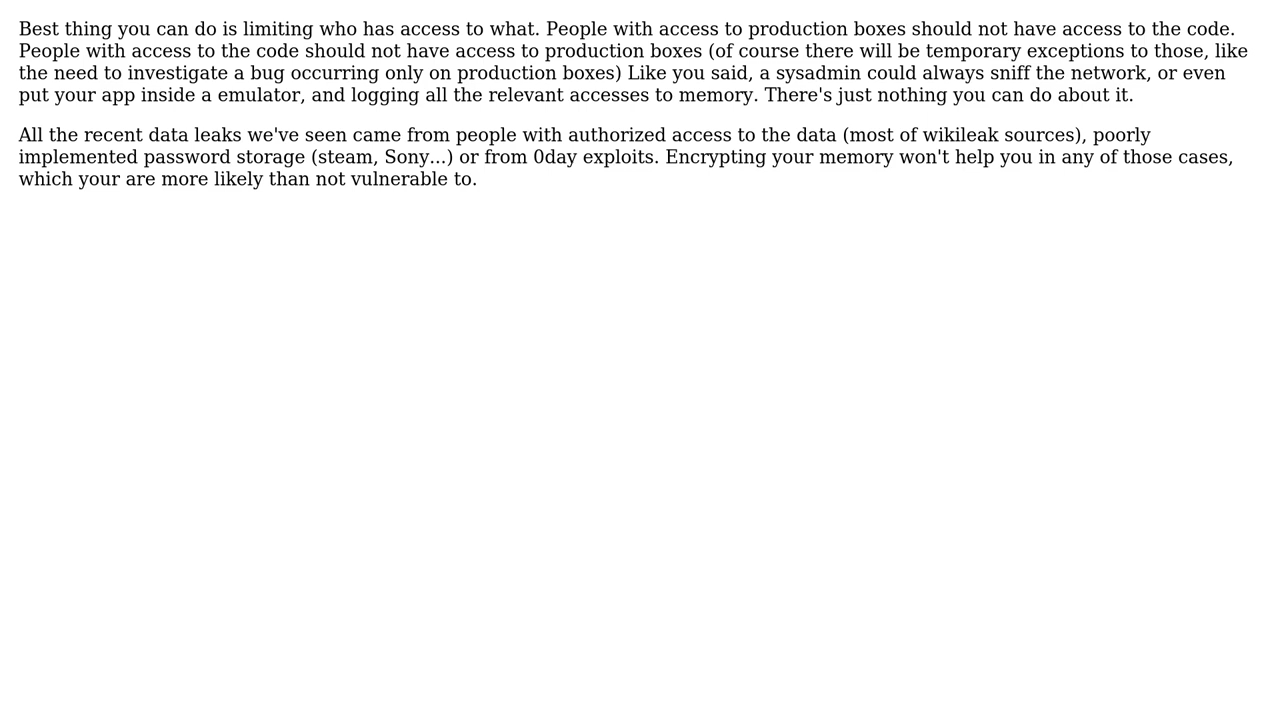 Best thing you can do is limiting who has access to what. People with access to production boxes should not have access to the code.
People with access to the code should not have access to production boxes (of course there will be temporary exceptions to those, like
the need to investigate a bug occurring only on production boxes) Like you said, a sysadmin could always sniff the network, or even
put your app inside a emulator, and logging all the relevant accesses to memory. There's just nothing you can do about it.
All the recent data leaks we've seen came from people with authorized access to the data (most of wikileak sources), poorly
implemented password storage (steam, Sony...) or from 0day exploits. Encrypting your memory won't help you in any of those cases,
which your are more likely than not vulnerable to.